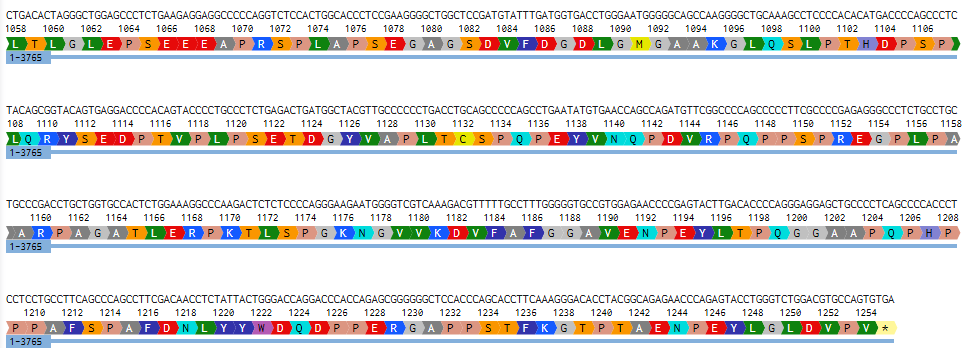 CTGACACTAGGGCTGGAGCCCTCTGAAGAGGAGGCCCCCAGGTCTCCACTGGCACCCTCCGAAGGGGCTGGCTCCGATGTATTTGATGGTGACCTGGGAATGGGGGCAGCCAAGGGGCTGCAAAGCCTCCCCACACATGACCCCAGCCCTC
1058 1060 1062 1064 1066 1068 1070 1072 1074 1076 1078 1080 1082 1084 1086 1088 1090 1092 1094 1096 1098 1100 1102 1104 1106
L T L G L E P S E E E A P R S P L A P S E G A G S D V F D G D L G M G A A K G L Q S L P T H D P S P
1-3765
TACAGCGGTACAGTGAGGACCCCACAGTACCCCTGCCCTCTGAGACTGATGGCTACGTTGCCCCCCTGACCTGCAGCCCCCAGCCTGAATATGTGAACCAGCCAGATGTTCGGCCCCAGCCCCCTTCGCCCCGAGAGGGCCCTCTGCCTGC
108 1110 1112 1114 1116 1118 1120 1122 1124 1126 1128 1130 1132 1134 1136 1138 1140 1142 1144 1146 1148 1150 1152 1154 1156 1158
L Q R Y S E D P T V P L P S E T D G Y V A P L T C S P Q P E Y V N Q P D V R P Q P P S P R E G P L P A
1-3765
TGCCCGACCTGCTGGTGCCACTCTGGAAAGGCCCAAGACTCTCTCCCCAGGGAAGAATGGGGTCGTCAAAGACGTTTTTGCCTTTGGGGGTGCCGTGGAGAACCCCGAGTACTTGACACCCCAGGGAGGAGCTGCCCCTCAGCCCCACCCT
1160 1162 1164 1166 1168 1170 1172 1174 1176 1178 1180 1182 1184 1186 1188 1190 1192 1194 1196 1198 1200 1202 1204 1206 1208
A R P A G A T L E R P K T L S P G K N G V V K D V F A F G G A V E N P E Y L T P Q G G A A P Q P H P
1-3765
CCTCCTGCCTTCAGCCCAGCCTTCGACAACCTCTATTACTGGGACCAGGACCCACCAGAGCGGGGGGCTCCACCCAGCACCTTCAAAGGGACACCTACGGCAGAGAACCCAGAGTACCTGGGTCTGGACGTGCCAGTGTGA
1210 1212 1214 1216 1218 1220 1222 1224 1226 1228 1230 1232 1234 1236 1238 1240 1242 1244 1246 1248 1250 1252 1254
P P A F S P A F D N L Y Y W D Q D P P E R G A P P S T F K G T P T A E N P E Y L G L D V P V *
1-3765